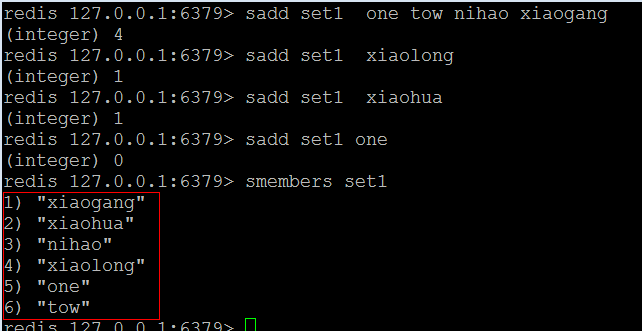 redis 127.0.0.1:6379> sadd set1  one tow nihao xiaogang
(integer) 4
redis 127.0.0.1:6379> sadd set1  xiaolong
(integer) 1
redis 127.0.0.1:6379> sadd set1  xiaohua
(integer) 1
redis 127.0.0.1:6379> sadd set1 one
(integer) 0
redis 127.0.0.1:6379> smembers set1
1) "xiaogang"
2) "xiaohua"
3) "nihao"
4) "xiaolong"
5) "one"
6) "tow"
redis 127.0.0.1:6379>